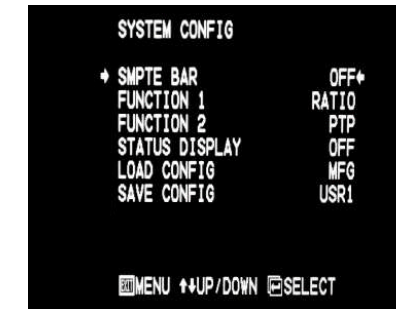 SYSTEM CONFIG
➧ SMPTE BAR OFF←
FUNCTION 1 RATIO
FUNCTION 2 PTP
STATUS DISPLAY OFF
LOAD CONFIG MFG
SAVE CONFIG USR1
EXIT MENU ↑↓UP/DOWN SELECT